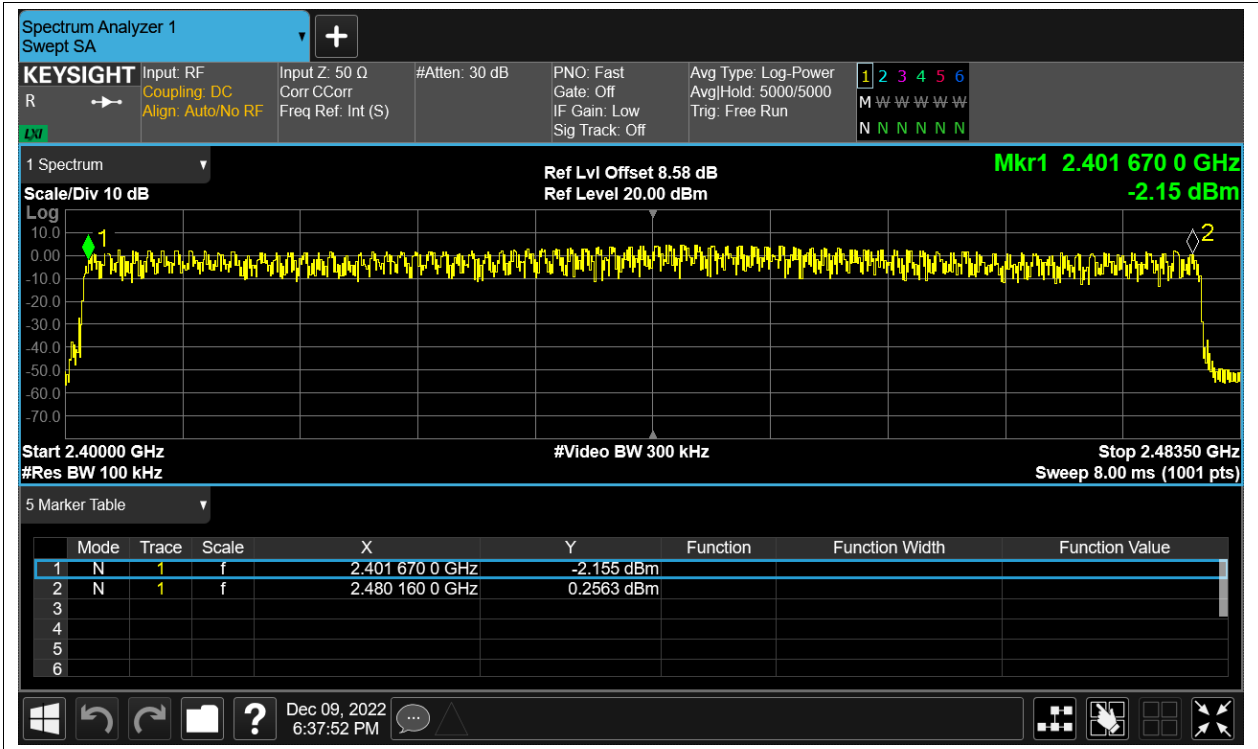 Spectrum Analyzer 1
Swept SA
KEYSIGHT
R
LXI
Input: RF
Coupling: DC
Align: Auto/No RF
Input Z: 50 Ω
Corr CCorr
Freq Ref: Int (S)
#Atten: 30 dB
PNO: Fast
Gate: Off
IF Gain: Low
Sig Track: Off
Avg Type: Log-Power
Avg|Hold: 5000/5000
Trig: Free Run
1 2 3 4 5 6
M W W W W W
N N N N N N
1 Spectrum
Scale/Div 10 dB
Ref Lvl Offset 8.58 dB
Ref Level 20.00 dBm
Mkr1 2.401 670 0 GHz
-2.15 dBm
Log
10.0
0.00
-10.0
-20.0
-30.0
-40.0
-50.0
-60.0
-70.0
1
2
Start 2.40000 GHz
#Res BW 100 kHz
#Video BW 300 kHz
Stop 2.48350 GHz
Sweep 8.00 ms (1001 pts)
5 Marker Table
Mode Trace Scale X Y Function Function Width Function Value
1 N 1 f 2.401 670 0 GHz -2.155 dBm
2 N 1 f 2.480 160 0 GHz 0.2563 dBm
3
4
5
6
?
Dec 09, 2022
6:37:52 PM